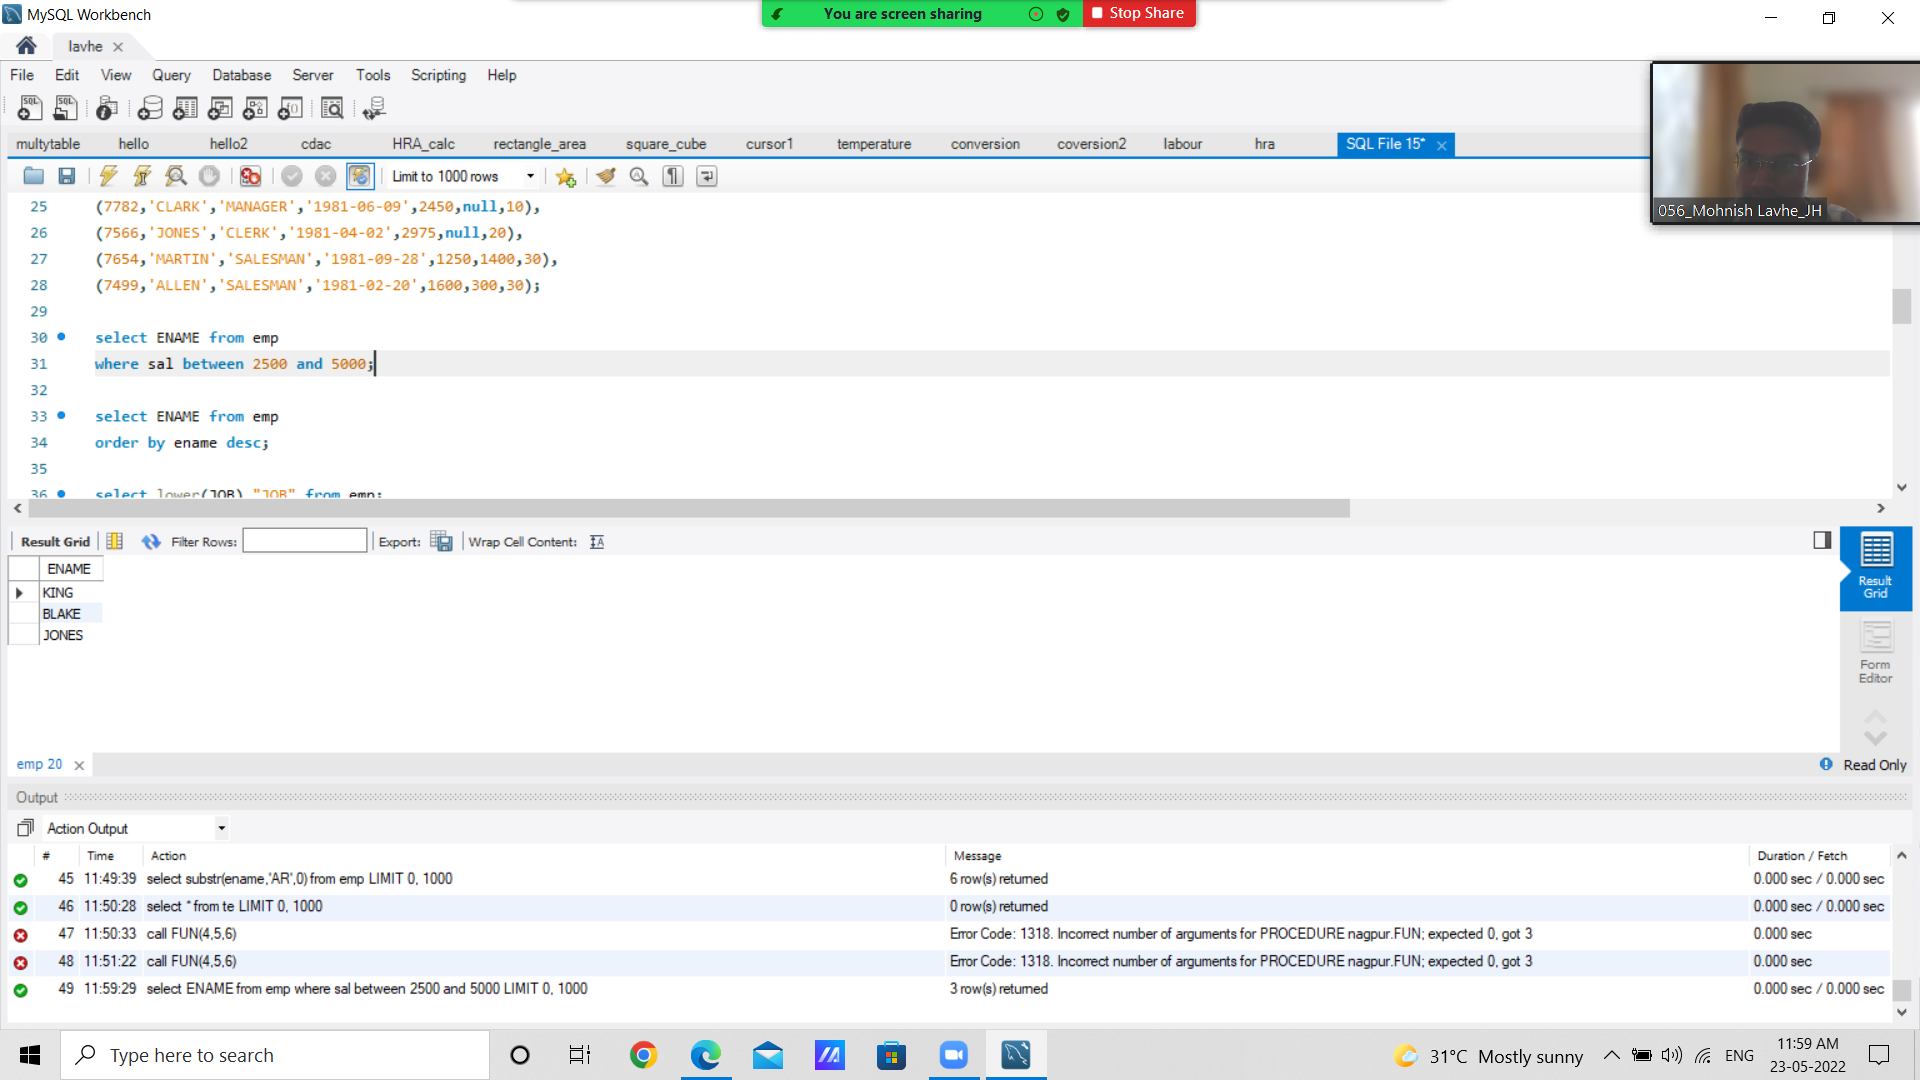 MySQL Workbench
You are screen sharing
Stop Share
lavhe
File Edit View Query Database Server Tools Scripting Help
multytable hello hello2 cdac HRA_calc rectangle_area square_cube cursor1 temperature conversion coversion2 labour hra SQL File 15*
Limit to 1000 rows
056_Mohnish Lavhe_JH
25 (7782,'CLARK','MANAGER','1981-06-09',2450,null,10),
26 (7566,'JONES','CLERK','1981-04-02',2975,null,20),
27 (7654,'MARTIN','SALESMAN','1981-09-28',1250,1400,30),
28 (7499,'ALLEN','SALESMAN','1981-02-20',1600,300,30);
29
30 select ENAME from emp
31 where sal between 2500 and 5000;
32
33 select ENAME from emp
34 order by ename desc;
35
36 select lower(JOB) "JOB" from emp;
Result Grid Filter Rows: Export: Wrap Cell Content:
ENAME
KING
BLAKE
JONES
Result Grid
Form Editor
emp 20
Read Only
Output
Action Output
# Time Action Message Duration / Fetch
45 11:49:39 select substr(ename,'AR',0) from emp LIMIT 0, 1000 6 row(s) returned 0.000 sec / 0.000 sec
46 11:50:28 select * from te LIMIT 0, 1000 0 row(s) returned 0.000 sec / 0.000 sec
47 11:50:33 call FUN(4,5,6) Error Code: 1318. Incorrect number of arguments for PROCEDURE nagpur.FUN; expected 0, got 3 0.000 sec
48 11:51:22 call FUN(4,5,6) Error Code: 1318. Incorrect number of arguments for PROCEDURE nagpur.FUN; expected 0, got 3 0.000 sec
49 11:59:29 select ENAME from emp where sal between 2500 and 5000 LIMIT 0, 1000 3 row(s) returned 0.000 sec / 0.000 sec
Type here to search
31°C Mostly sunny
ENG
11:59 AM
23-05-2022